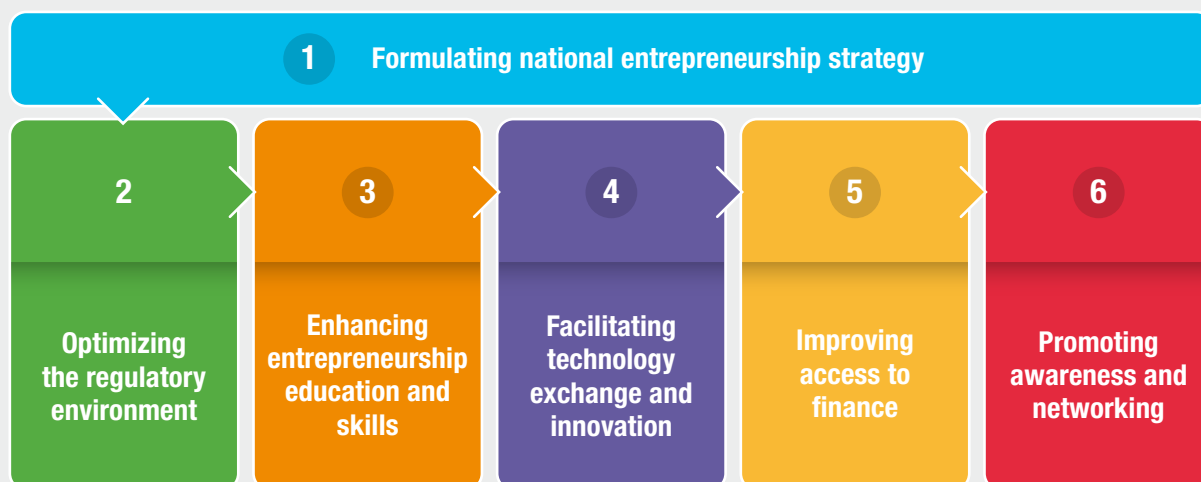 1 Formulating national entrepreneurship strategy
2
Optimizing
the regulatory
environment
3
Enhancing
entrepreneurship
education and
skills
4
Facilitating
technology
exchange and
innovation
5
Improving
access to
finance
6
Promoting
awareness and
networking